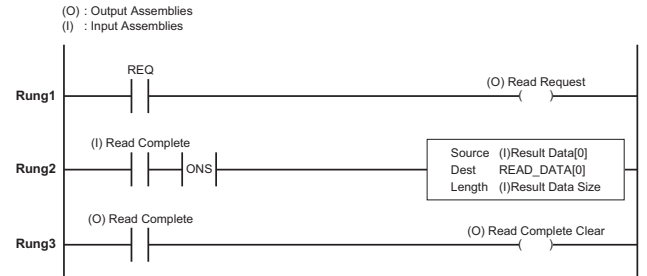 (O) : Output Assemblies
(I) : Input Assemblies
REQ
(O) Read Request
Rung1
( )
(I) Read Complete
Rung2
ONS
Source (I)Result Data[0]
Dest READ_DATA[0]
Length (I)Result Data Size
(O) Read Complete
(O) Read Complete Clear
Rung3
( )